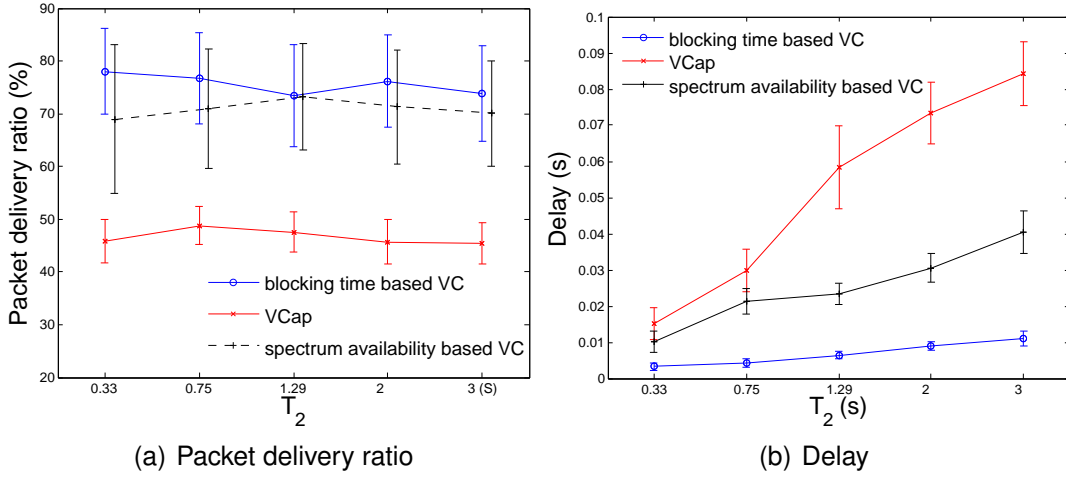 90
80
70
60
50
40
30
20
Packet delivery ratio (%)
blocking time based VC
VCap
spectrum availability based VC
0.33 0.75 1.29 2 3 (S)
T_2
(a) Packet delivery ratio
0.1
0.09
0.08
0.07
0.06
0.05
0.04
0.03
0.02
0.01
0
Delay (s)
blocking time based VC
VCap
spectrum availability based VC
0.33 0.75 1.29 2 3
T_2 (s)
(b) Delay